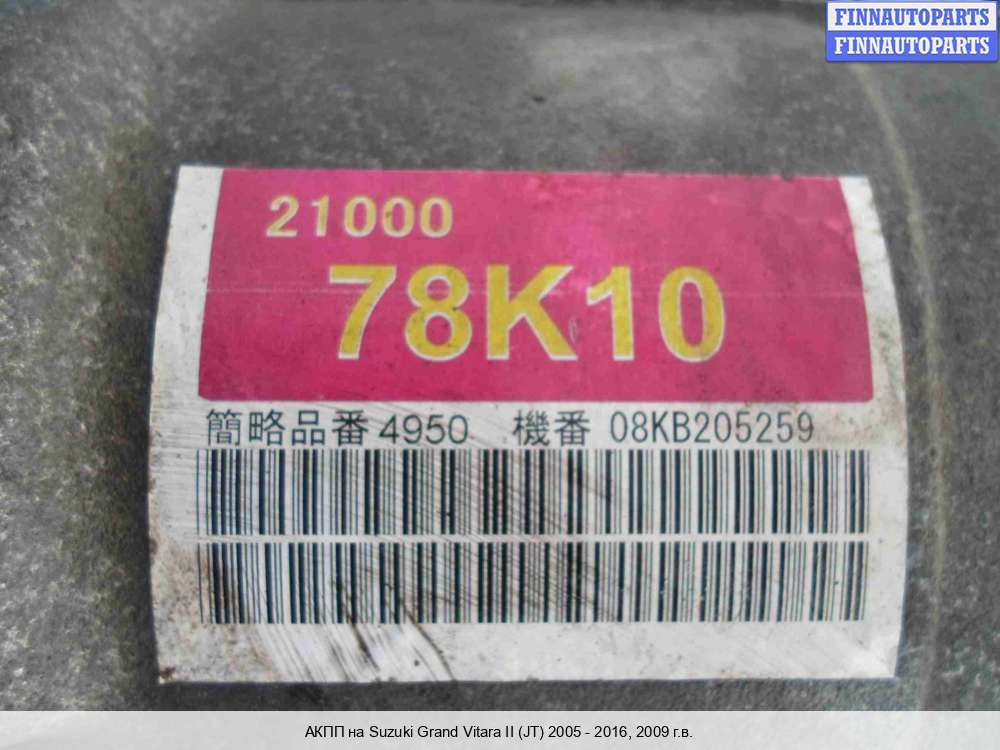 FINNAUTOPARTS
FINNAUTOPARTS
21000
78K10
簡略品番 4950 機番 08KB205259
АКПП на Suzuki Grand Vitara II (JT) 2005 - 2016, 2009 г.в.